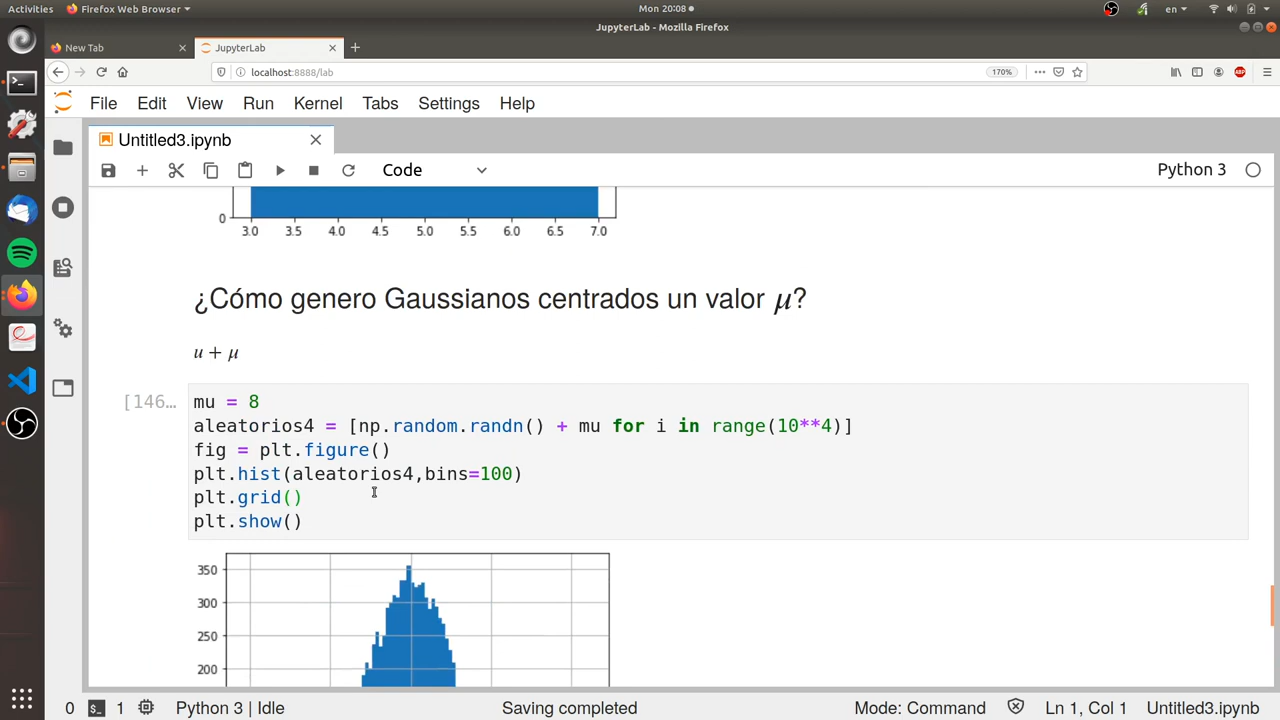 Activities Firefox Web Browser Mon 20:08 en
JupyterLab - Mozilla Firefox
New Tab JupyterLab
localhost:8888/lab 170% ABP
File Edit View Run Kernel Tabs Settings Help
Untitled3.ipynb
Code Python 3
0
3.0 3.5 4.0 4.5 5.0 5.5 6.0 6.5 7.0
¿Cómo genero Gaussianos centrados un valor μ?
u + μ
[146…
mu = 8
aleatorios4 = [np.random.randn() + mu for i in range(10**4)]
fig = plt.figure()
plt.hist(aleatorios4,bins=100)
plt.grid()
plt.show()
350
300
250
200
0 1 Python 3 | Idle Saving completed Mode: Command Ln 1, Col 1 Untitled3.ipynb